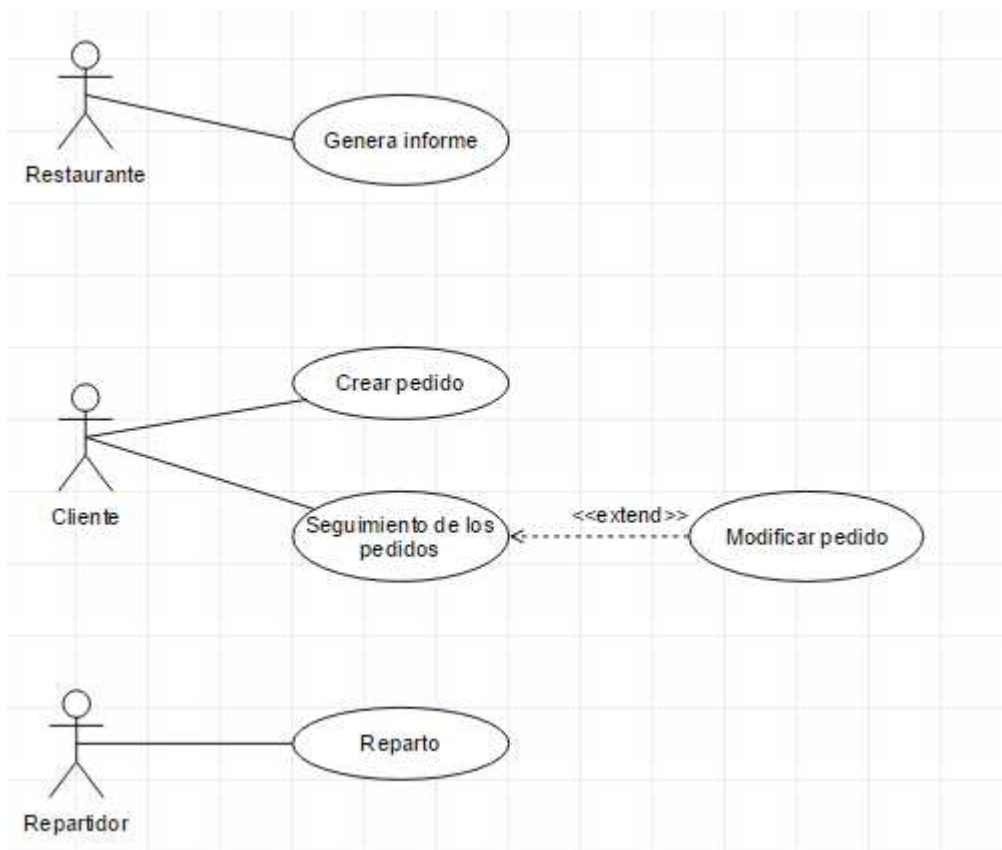 Genera informe
Restaurante
Crear pedido
Cliente
Seguimiento de los
pedidos
<<extend>>
Modificar pedido
Reparto
Repartidor